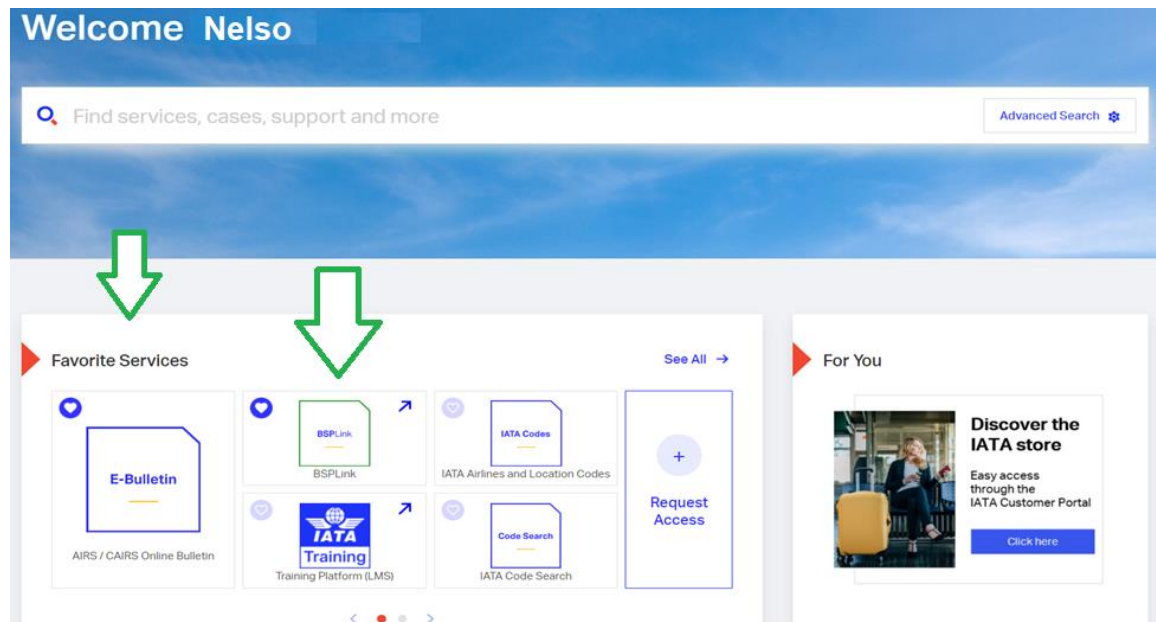 Welcome Nelso
Find services, cases, support and more
Advanced Search
Favorite Services
See All
E-Bulletin
AIRS / CAIRS Online Bulletin
BSPLink
BSPLink
IATA Codes
IATA Airlines and Location Codes
IATA
Training
Training Platform (LMS)
Code Search
IATA Code Search
Request
Access
For You
Discover the
IATA store
Easy access
through the
IATA Customer Portal
Click here